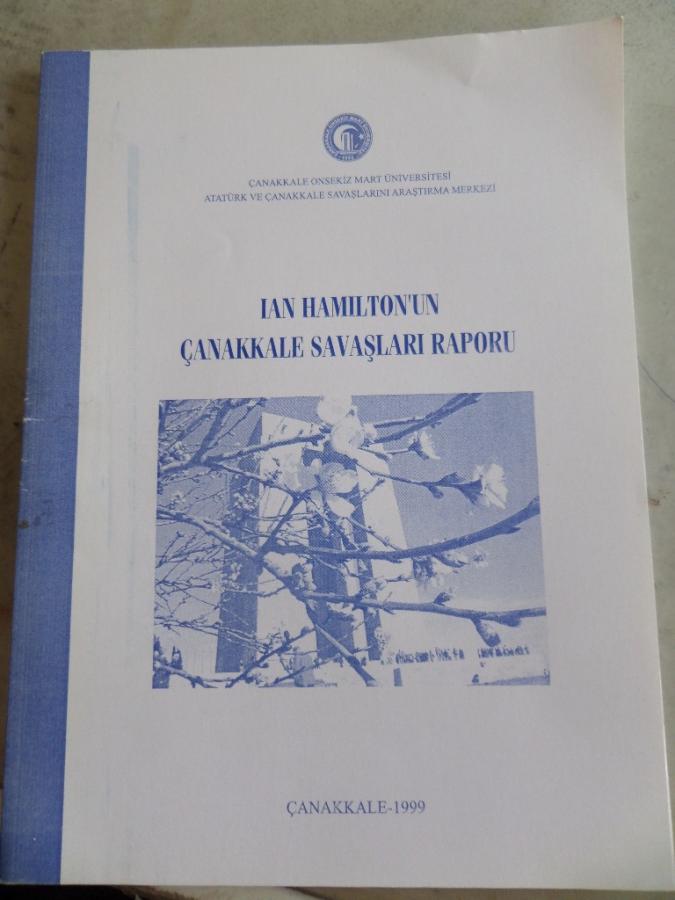 ÇANAKKALE ONSEKİZ MART ÜNİVERSİTESİ
ATATÜRK VE ÇANAKKALE SAVAŞLARINI ARAŞTIRMA MERKEZİ
IAN HAMILTON'UN
ÇANAKKALE SAVAŞLARI RAPORU
ÇANAKKALE-1999